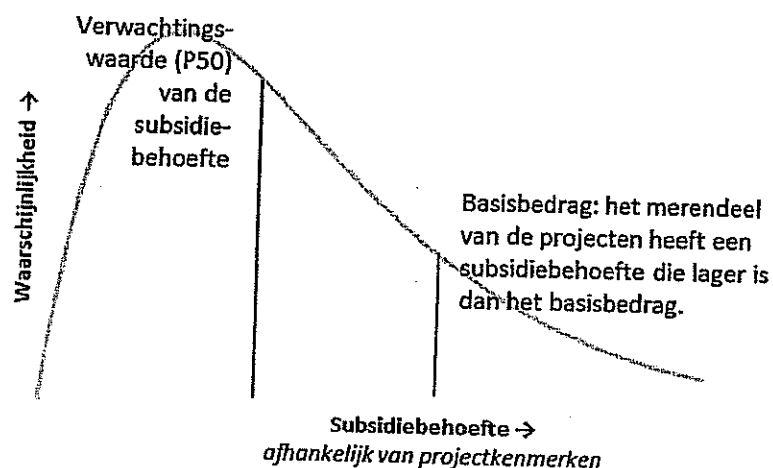 Verwachtings-
waarde (P50)
van de
subsidie-
behoefte
Waarschijnlijkheid →
Basisbedrag: het merendeel
van de projecten heeft een
subsidiebehoefte die lager is
dan het basisbedrag.
Subsidiebehoefte →
afhankelijk van projectkenmerken